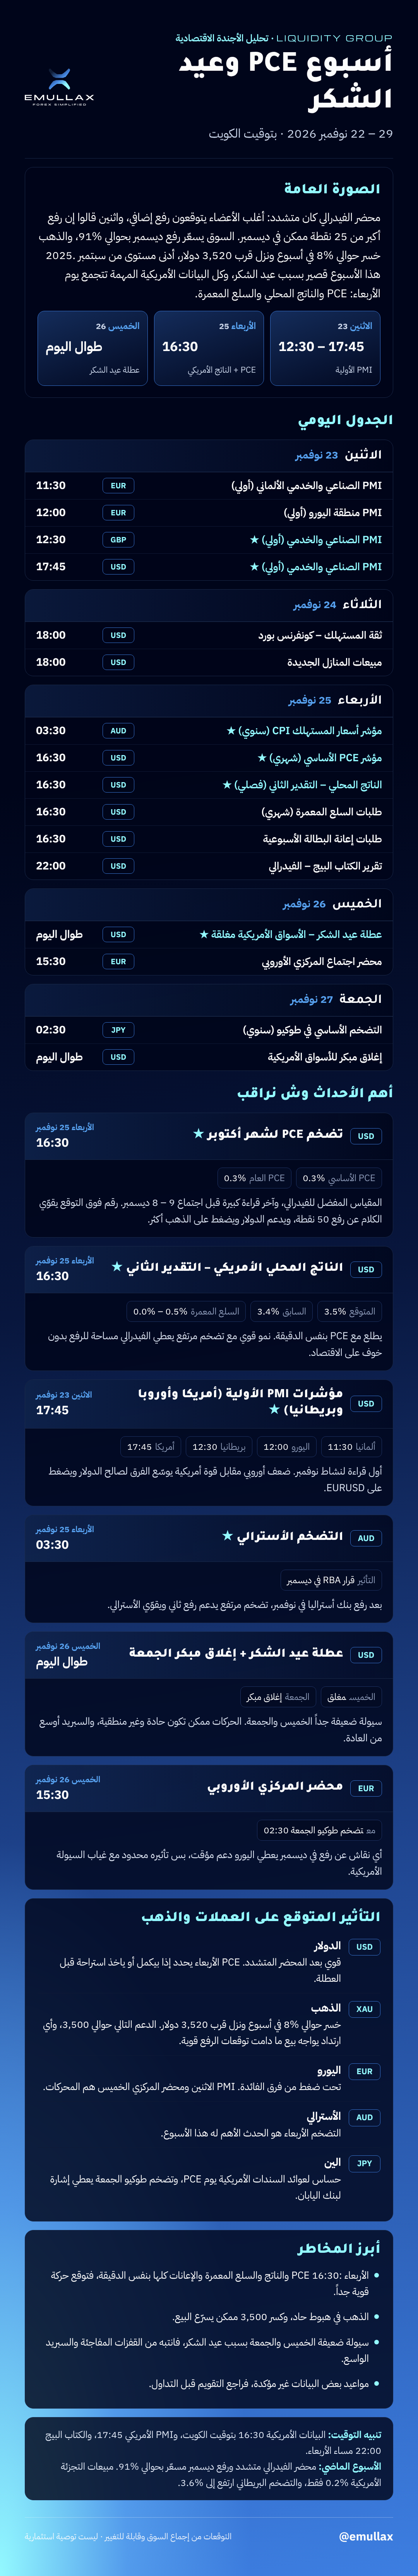 LIQUIDITY GROUP · تحليل الأجندة الاقتصادية
أسبوع PCE وعيد
الشكر
22 – 29 نوفمبر 2026 · بتوقيت الكويت
EMULLAX
FOREX SIMPLIFIED
الصورة العامة
محضر الفيدرالي كان متشدد: أغلب الأعضاء يتوقعون رفع إضافي، واثنين قالوا إن رفع
أكبر من 25 نقطة ممكن في ديسمبر. السوق يسعّر رفع ديسمبر بحوالي 91%، والذهب
خسر حوالي 8% في أسبوع ونزل قرب 3,520 دولار، أدنى مستوى من سبتمبر 2025.
هذا الأسبوع قصير بسبب عيد الشكر، وكل البيانات الأمريكية المهمة تتجمع يوم
الأربعاء: PCE والناتج المحلي والسلع المعمرة.
الاثنين 23
12:30 – 17:45
PMI الأولية
الأربعاء 25
16:30
PCE + الناتج الأمريكي
الخميس 26
طوال اليوم
عطلة عيد الشكر
الجدول اليومي
الاثنين 23 نوفمبر
PMI الصناعي والخدمي الألماني (أولي) EUR 11:30
PMI منطقة اليورو (أولي) EUR 12:00
PMI الصناعي والخدمي (أولي) ★ GBP 12:30
PMI الصناعي والخدمي (أولي) ★ USD 17:45
الثلاثاء 24 نوفمبر
ثقة المستهلك – كونفرنس بورد USD 18:00
مبيعات المنازل الجديدة USD 18:00
الأربعاء 25 نوفمبر
مؤشر أسعار المستهلك CPI (سنوي) ★ AUD 03:30
مؤشر PCE الأساسي (شهري) ★ USD 16:30
الناتج المحلي – التقدير الثاني (فصلي) ★ USD 16:30
طلبات السلع المعمرة (شهري) USD 16:30
طلبات إعانة البطالة الأسبوعية USD 16:30
تقرير الكتاب البيج – الفيدرالي USD 22:00
الخميس 26 نوفمبر
عطلة عيد الشكر – الأسواق الأمريكية مغلقة ★ USD طوال اليوم
محضر اجتماع المركزي الأوروبي EUR 15:30
الجمعة 27 نوفمبر
التضخم الأساسي في طوكيو (سنوي) JPY 02:30
إغلاق مبكر للأسواق الأمريكية USD طوال اليوم
أهم الأحداث وش نراقب
USD تضخم PCE لشهر أكتوبر ★ الأربعاء 25 نوفمبر
16:30
PCE الأساسي 0.3% PCE العام 0.3%
المقياس المفضل للفيدرالي، وآخر قراءة كبيرة قبل اجتماع 8 – 9 ديسمبر. رقم فوق التوقع يقوّي
الكلام عن رفع 50 نقطة، ويدعم الدولار ويضغط على الذهب أكثر.
USD الناتج المحلي الأمريكي – التقدير الثاني ★ الأربعاء 25 نوفمبر
16:30
المتوقع 3.5% السابق 3.4% السلع المعمرة 0.5% – 0.0%
يطلع مع PCE بنفس الدقيقة. نمو قوي مع تضخم مرتفع يعطي الفيدرالي مساحة للرفع بدون
خوف على الاقتصاد.
USD مؤشرات PMI الأولية (أمريكا وأوروبا
وبريطانيا) ★ الاثنين 23 نوفمبر
17:45
ألمانيا 11:30 اليورو 12:00 بريطانيا 12:30 أمريكا 17:45
أول قراءة لنشاط نوفمبر. ضعف أوروبي مقابل قوة أمريكية يوسّع الفرق لصالح الدولار ويضغط
على EURUSD.
AUD التضخم الأسترالي ★ الأربعاء 25 نوفمبر
03:30
التأثير قرار RBA في ديسمبر
بعد رفع بنك أستراليا في نوفمبر، تضخم مرتفع يدعم رفع ثاني ويقوّي الأسترالي.
USD عطلة عيد الشكر + إغلاق مبكر الجمعة الخميس 26 نوفمبر
طوال اليوم
الخميس مغلق الجمعة إغلاق مبكر
سيولة ضعيفة جداً الخميس والجمعة. الحركات ممكن تكون حادة وغير منطقية، والسبريد أوسع
من العادة.
EUR محضر المركزي الأوروبي الخميس 26 نوفمبر
15:30
مع تضخم طوكيو الجمعة 02:30
أي نقاش عن رفع في ديسمبر يعطي اليورو دعم مؤقت، بس تأثيره محدود مع غياب السيولة
الأمريكية.
التأثير المتوقع على العملات والذهب
USD الدولار
قوي بعد المحضر المتشدد. PCE الأربعاء يحدد إذا بيكمل أو ياخذ استراحة قبل
العطلة.
XAU الذهب
خسر حوالي 8% في أسبوع ونزل قرب 3,520 دولار. الدعم التالي حوالي 3,500، وأي
ارتداد يواجه بيع ما دامت توقعات الرفع قوية.
EUR اليورو
تحت ضغط من فرق الفائدة. PMI الاثنين ومحضر المركزي الخميس هم المحركات.
AUD الأسترالي
التضخم الأربعاء هو الحدث الأهم له هذا الأسبوع.
JPY الين
حساس لعوائد السندات الأمريكية يوم PCE، وتضخم طوكيو الجمعة يعطي إشارة
لبنك اليابان.
أبرز المخاطر
• الأربعاء 16:30: PCE والناتج والسلع المعمرة والإعانات كلها بنفس الدقيقة، فتوقع حركة
قوية جداً.
• الذهب في هبوط حاد، وكسر 3,500 ممكن يسرّع البيع.
• سيولة ضعيفة الخميس والجمعة بسبب عيد الشكر، فانتبه من القفزات المفاجئة والسبريد
الواسع.
• مواعيد بعض البيانات غير مؤكدة، فراجع التقويم قبل التداول.
تنبيه التوقيت: البيانات الأمريكية 16:30 بتوقيت الكويت، وPMI الأمريكي 17:45، والكتاب البيج
22:00 مساء الأربعاء.
الأسبوع الماضي: محضر الفيدرالي متشدد ورفع ديسمبر مسعّر بحوالي 91%. مبيعات التجزئة
الأمريكية 0.2% فقط، والتضخم البريطاني ارتفع إلى 3.6%.
@emullax
التوقعات من إجماع السوق وقابلة للتغيير · ليست توصية استثمارية